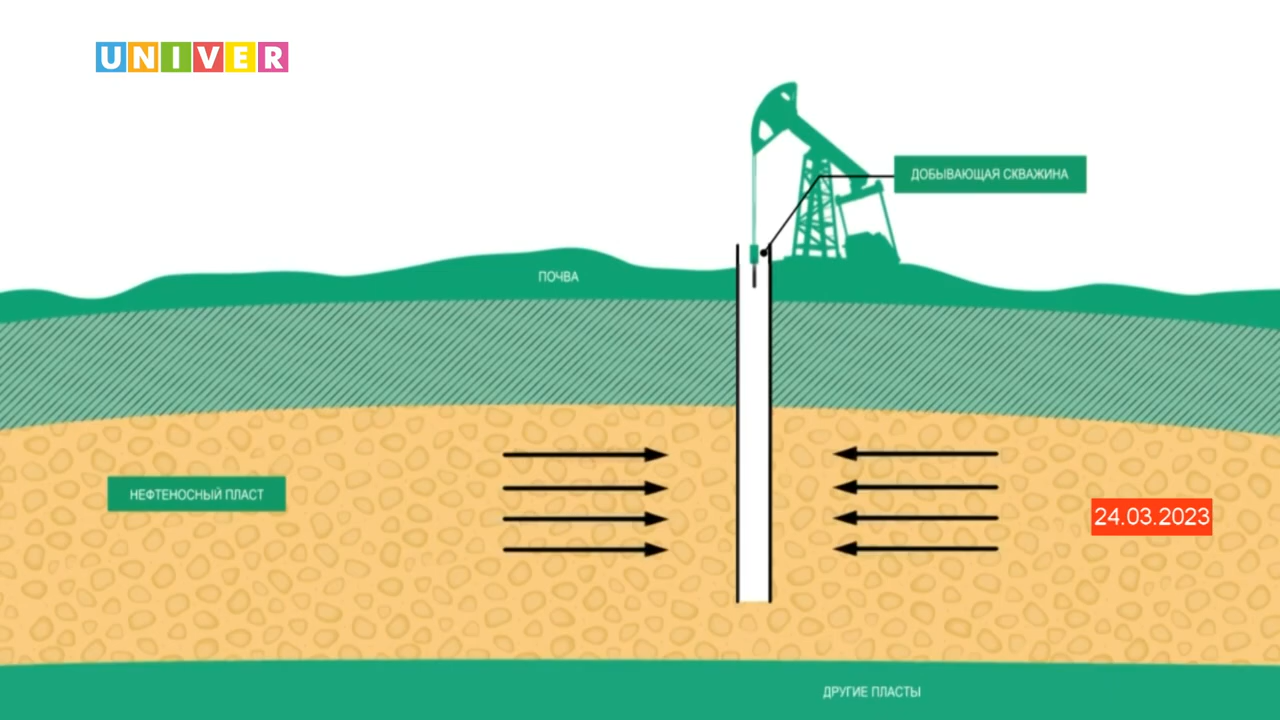 UNIVER
ДОБЫВАЮЩАЯ СКВАЖИНА
ПОЧВА
НЕФТЕНОСНЫЙ ПЛАСТ
24.03.2023
ДРУГИЕ ПЛАСТЫ